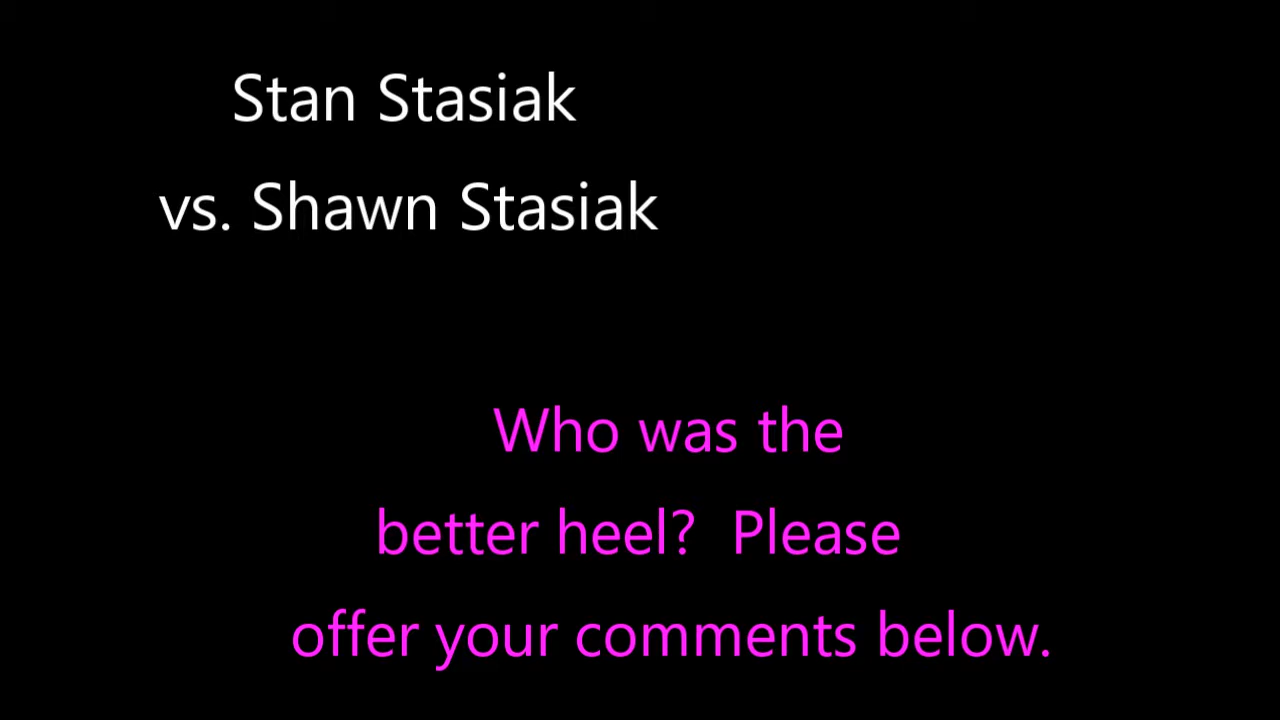 Stan Stasiak
vs. Shawn Stasiak
Who was the
better heel?  Please
offer your comments below.